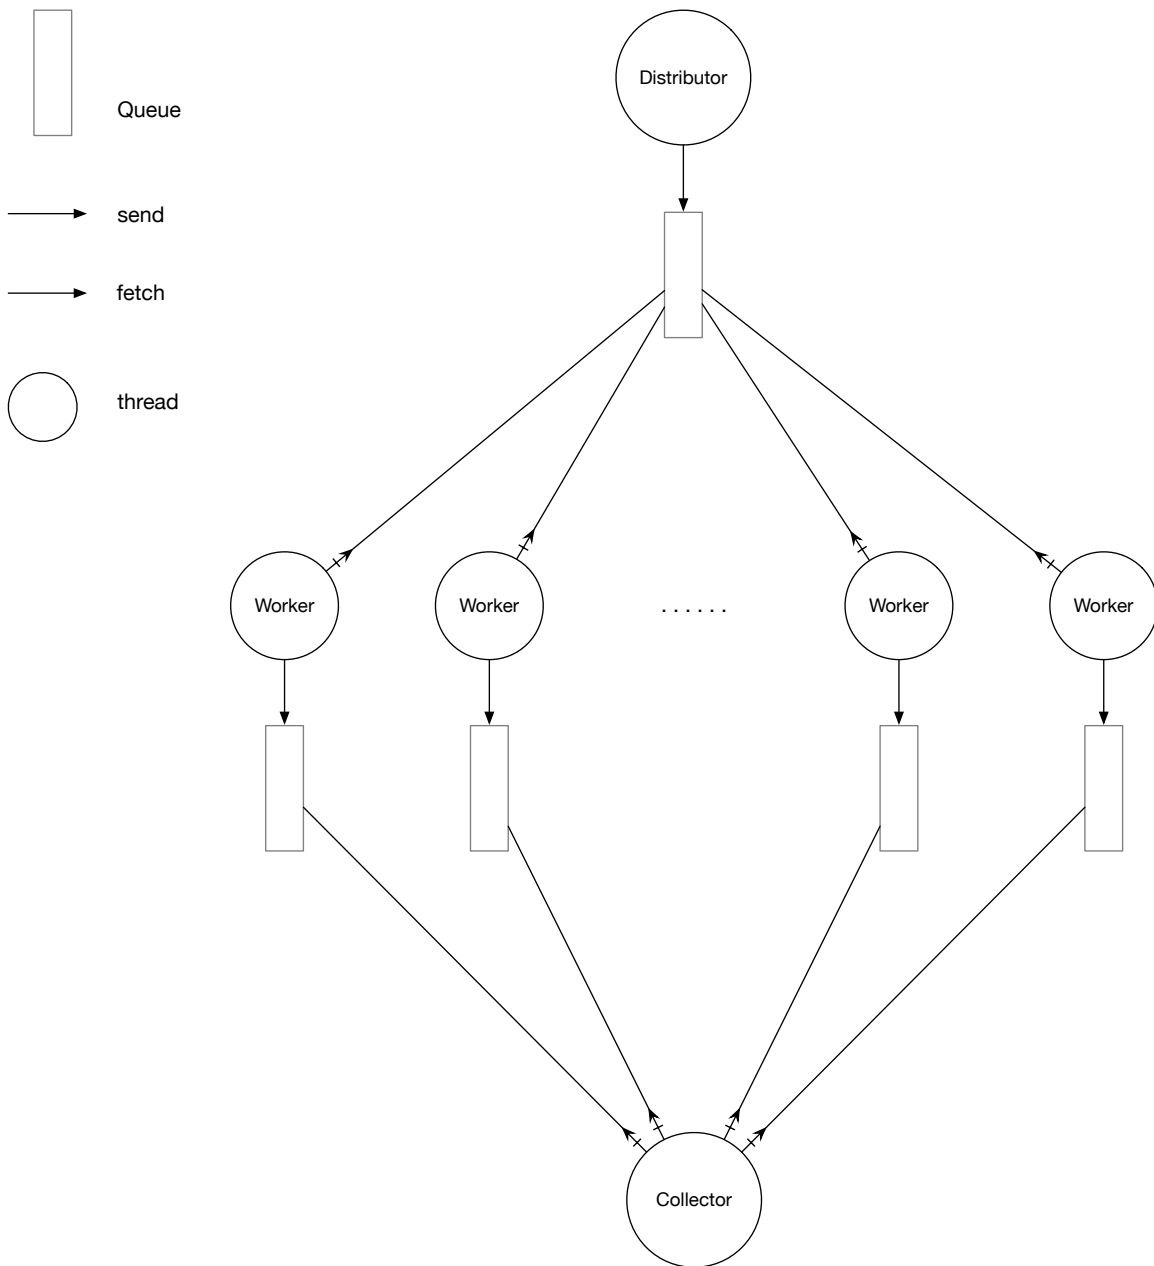 Distributor
Queue
send
fetch
thread
Worker
Worker
. . . . . .
Worker
Worker
Collector